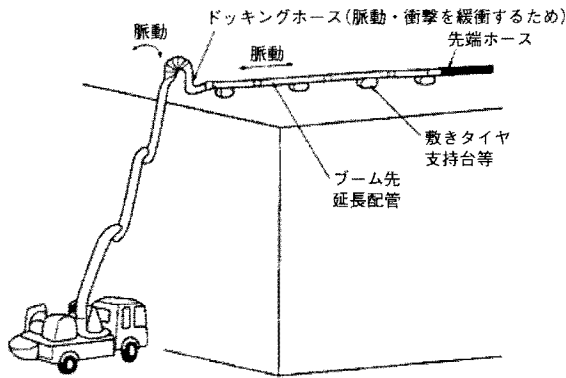 ドッキングホース(脈動・衝撃を緩衝するため)
脈動
脈動
先端ホース
敷きタイヤ
支持台等
ブーム先
延長配管